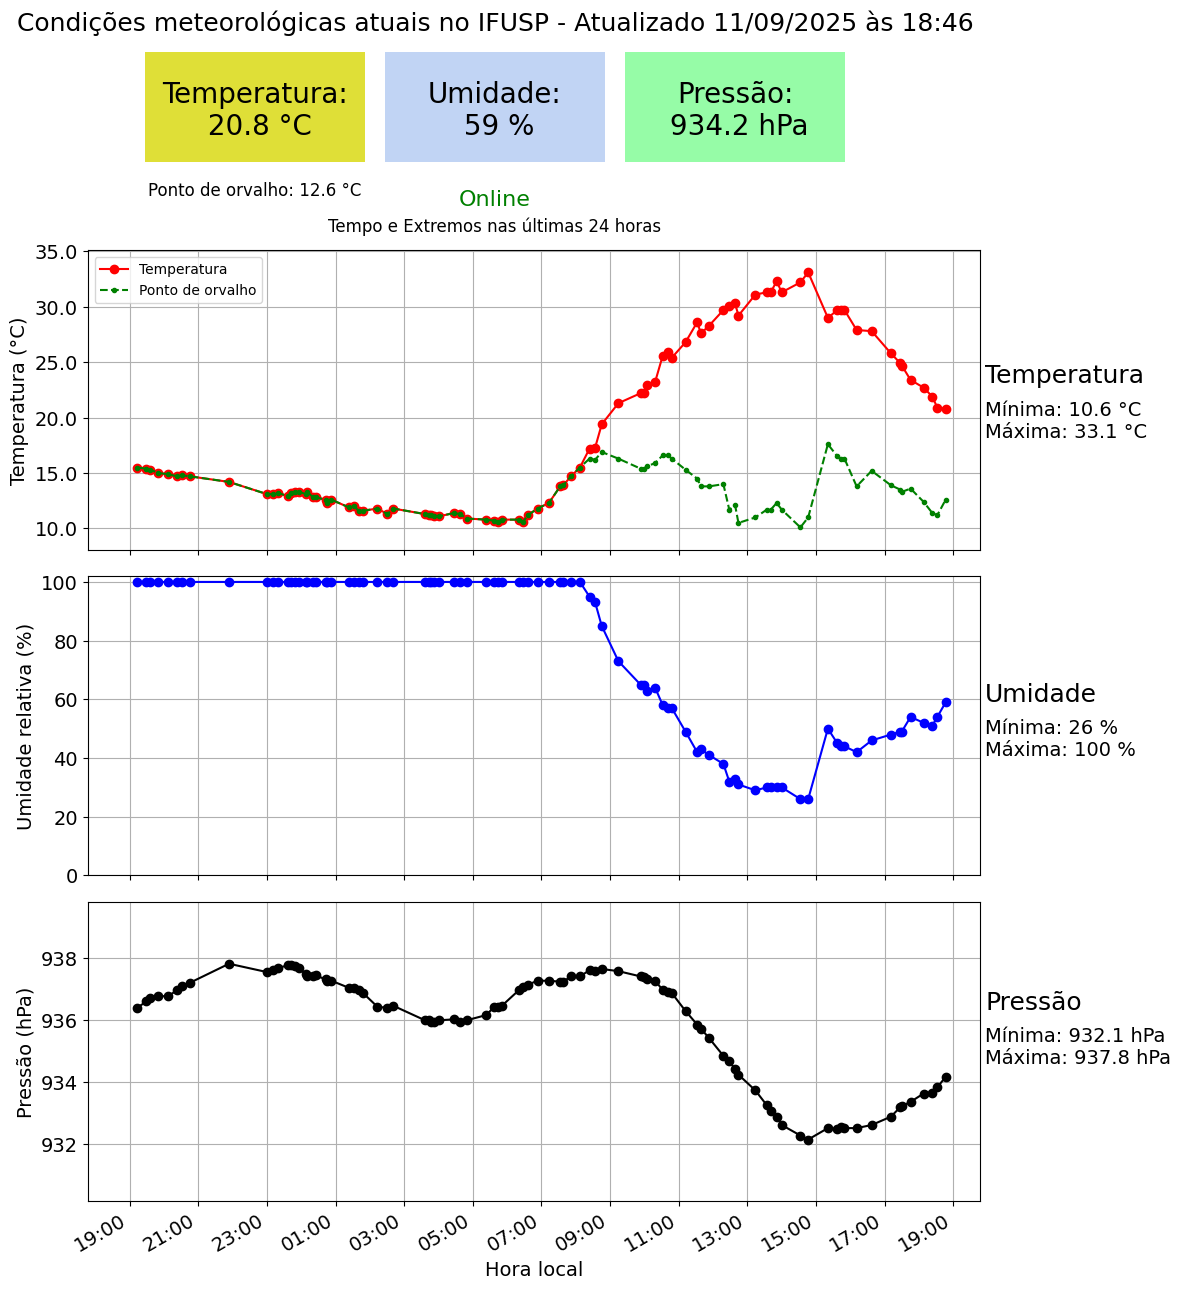 Condições meteorológicas atuais no IFUSP - Atualizado 11/09/2025 às 18:46
Temperatura:
20.8 °C
Umidade:
59 %
Pressão:
934.2 hPa
Ponto de orvalho: 12.6 °C
Online
Tempo e Extremos nas últimas 24 horas
Temperatura (°C)
35.0
30.0
25.0
20.0
15.0
10.0
Temperatura
Ponto de orvalho
Temperatura
Mínima: 10.6 °C
Máxima: 33.1 °C
Umidade relativa (%)
100
80
60
40
20
0
Umidade
Mínima: 26 %
Máxima: 100 %
Pressão (hPa)
938
936
934
932
Pressão
Mínima: 932.1 hPa
Máxima: 937.8 hPa
19:00 21:00 23:00 01:00 03:00 05:00 07:00 09:00 11:00 13:00 15:00 17:00 19:00
Hora local